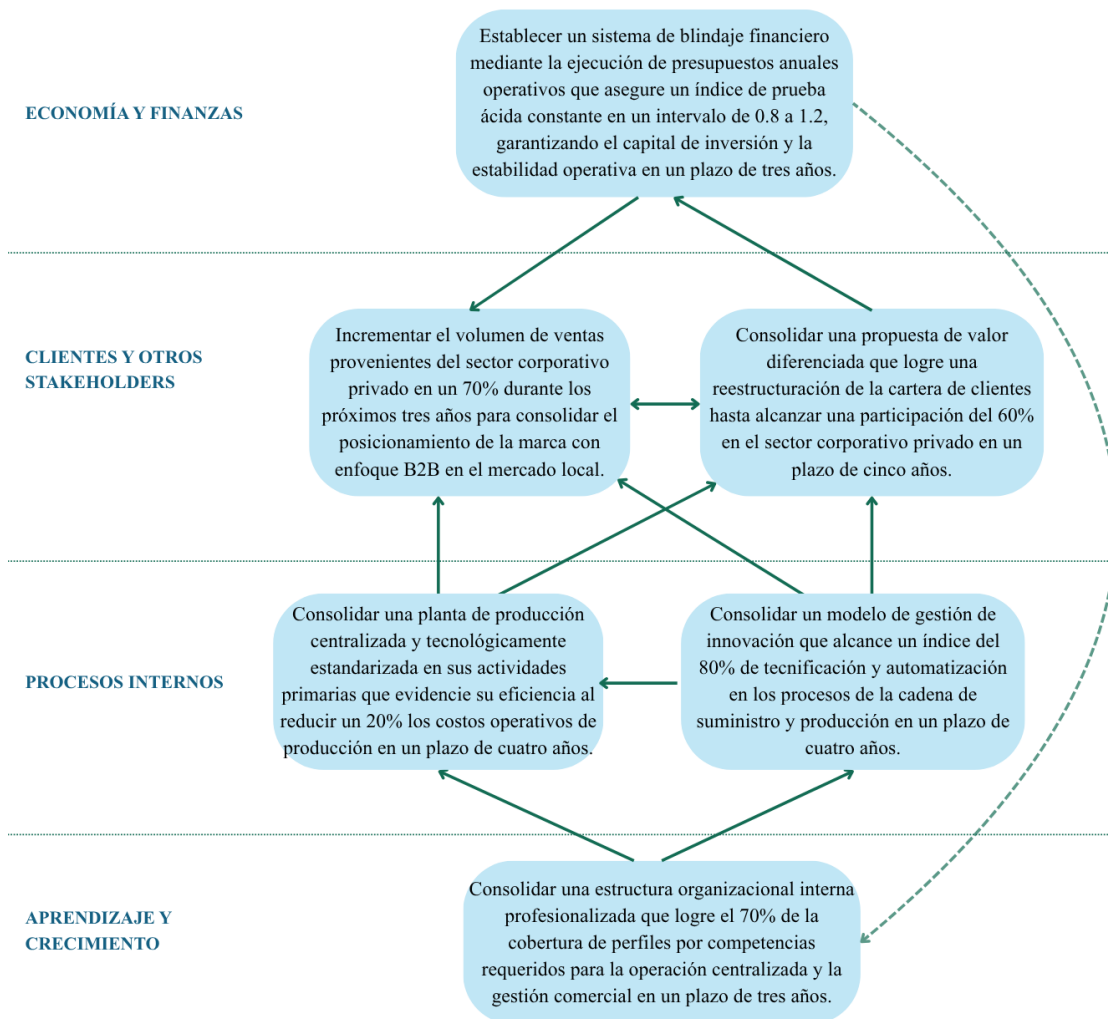 ECONOMÍA Y FINANZAS
Establecer un sistema de blindaje financiero
mediante la ejecución de presupuestos anuales
operativos que asegure un índice de prueba
ácida constante en un intervalo de 0.8 a 1.2,
garantizando el capital de inversión y la
estabilidad operativa en un plazo de tres años.
CLIENTES Y OTROS
STAKEHOLDERS
Incrementar el volumen de ventas
provenientes del sector corporativo
privado en un 70% durante los
próximos tres años para consolidar el
posicionamiento de la marca con
enfoque B2B en el mercado local.
Consolidar una propuesta de valor
diferenciada que logre una
reestructuración de la cartera de clientes
hasta alcanzar una participación del 60%
en el sector corporativo privado en un
plazo de cinco años.
PROCESOS INTERNOS
Consolidar una planta de producción
centralizada y tecnológicamente
estandarizada en sus actividades
primarias que evidencie su eficiencia al
reducir un 20% los costos operativos de
producción en un plazo de cuatro años.
Consolidar un modelo de gestión de
innovación que alcance un índice del
80% de tecnificación y automatización
en los procesos de la cadena de
suministro y producción en un plazo de
cuatro años.
APRENDIZAJE Y
CRECIMIENTO
Consolidar una estructura organizacional interna
profesionalizada que logre el 70% de la
cobertura de perfiles por competencias
requeridos para la operación centralizada y la
gestión comercial en un plazo de tres años.